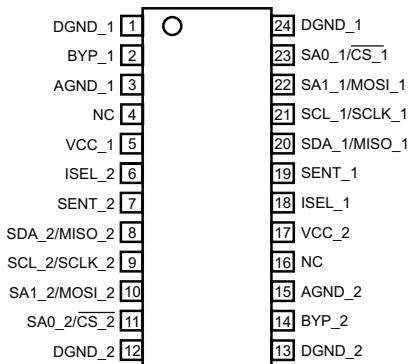 DGND_1 1 24 DGND_1
BYP_1 2 23 SA0_1/CS_1
AGND_1 3 22 SA1_1/MOSI_1
NC 4 21 SCL_1/SCLK_1
VCC_1 5 20 SDA_1/MISO_1
ISEL_2 6 19 SENT_1
SENT_2 7 18 ISEL_1
SDA_2/MISO_2 8 17 VCC_2
SCL_2/SCLK_2 9 16 NC
SA1_2/MOSI_2 10 15 AGND_2
SA0_2/CS_2 11 14 BYP_2
DGND_2 12 13 DGND_2